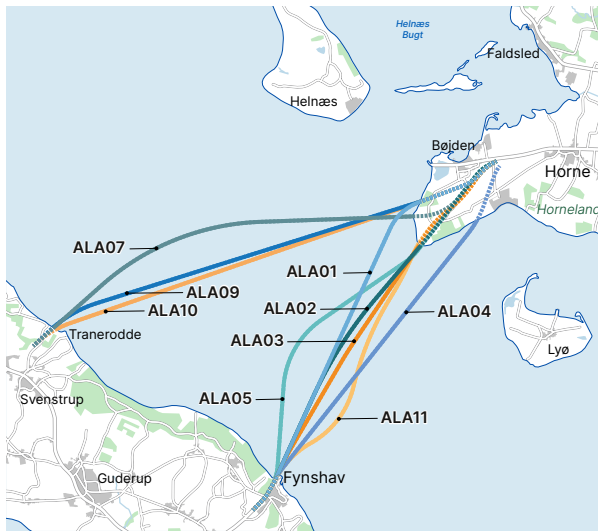 Helnæs
Bugt
Faldsled
Helnæs
Bøjden
Horne
Horneland
ALA07
ALA01
ALA09
ALA10
ALA02
ALA04
Tranerodde
ALA03
Lyø
Svenstrup
ALA05
ALA11
Guderup
Fynshav